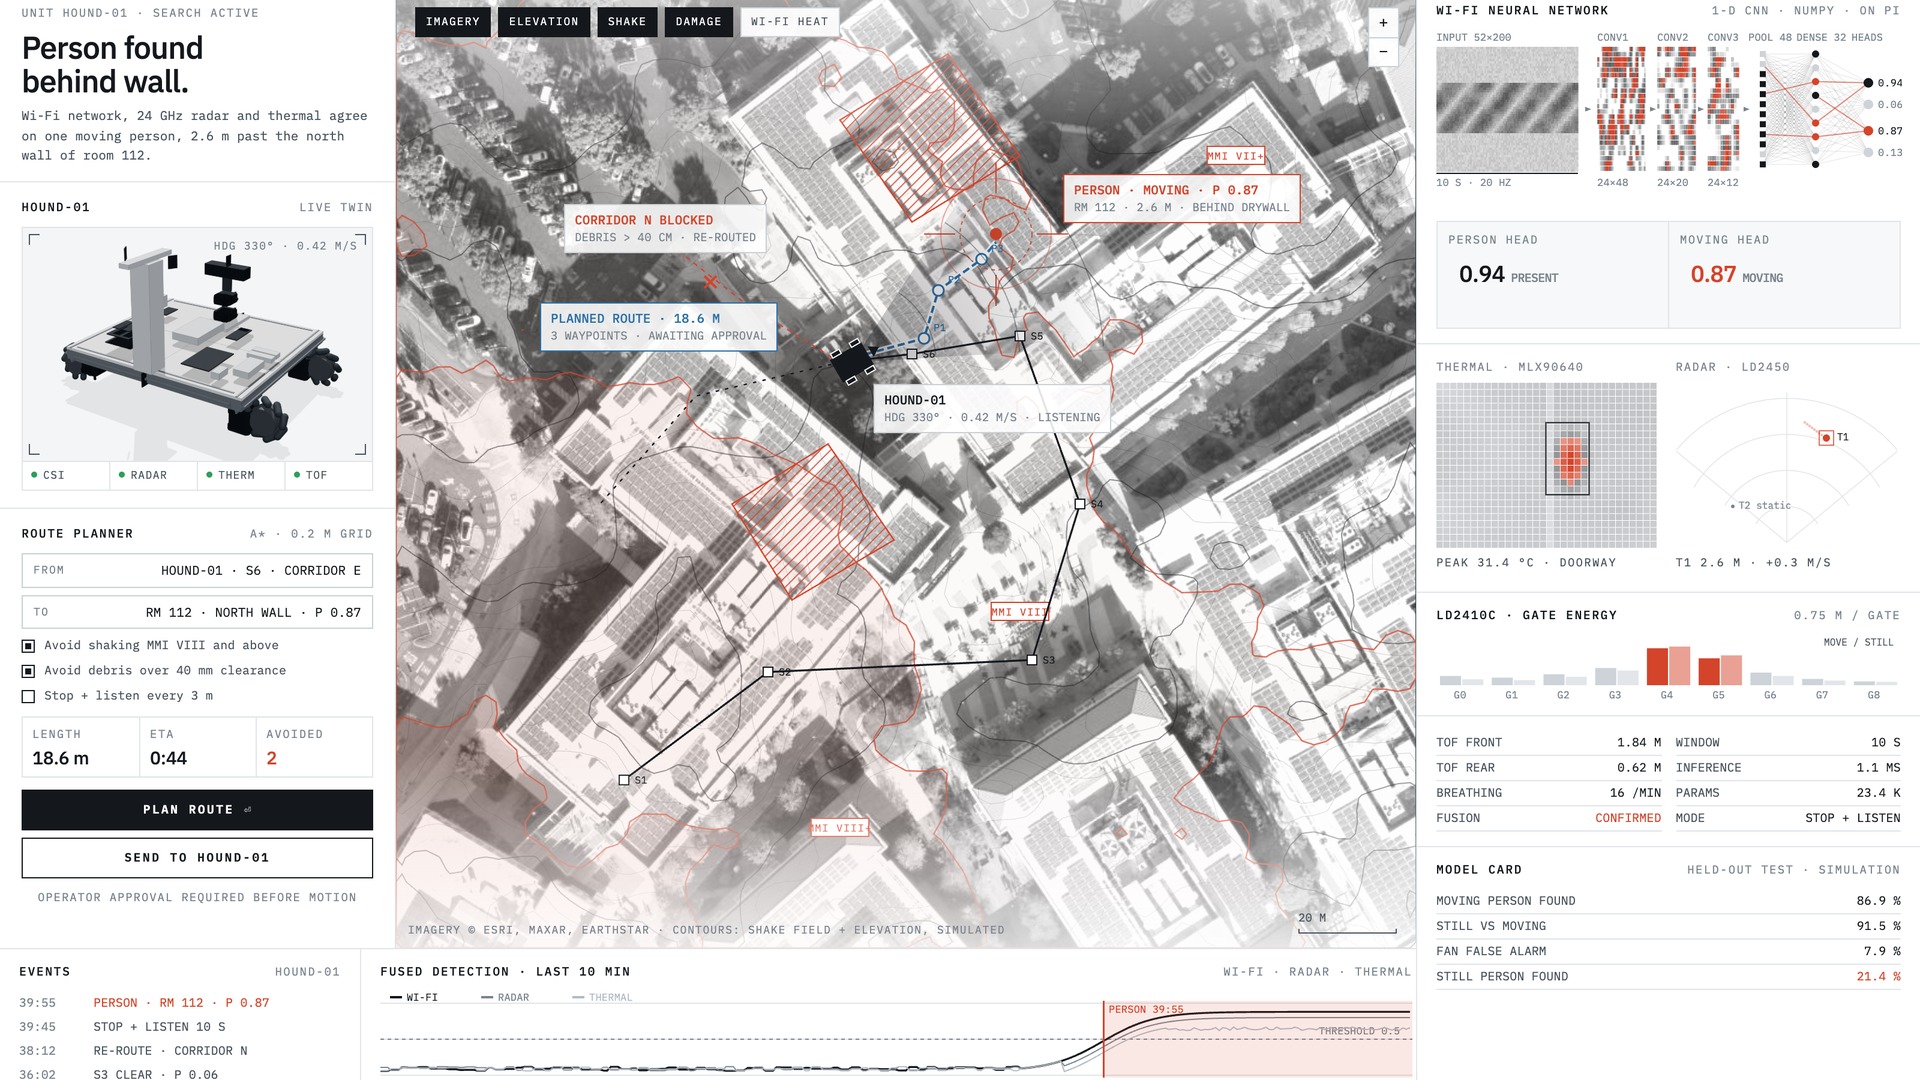 UNIT HOUND-01 · SEARCH ACTIVE
Person found
behind wall.
Wi-Fi network, 24 GHz radar and thermal agree
on one moving person, 2.6 m past the north
wall of room 112.
HOUND-01 LIVE TWIN
HDG 330° · 0.42 M/S
CSI RADAR THERM TOF
ROUTE PLANNER A* · 0.2 M GRID
FROM HOUND-01 · S6 · CORRIDOR E
TO RM 112 · NORTH WALL · P 0.87
Avoid shaking MMI VIII and above
Avoid debris over 40 mm clearance
Stop + listen every 3 m
LENGTH ETA AVOIDED
18.6 m 0:44 2
PLAN ROUTE ⏎
SEND TO HOUND-01
OPERATOR APPROVAL REQUIRED BEFORE MOTION
IMAGERY ELEVATION SHAKE DAMAGE WI-FI HEAT
+
−
MMI VII+
PERSON · MOVING · P 0.87
RM 112 · 2.6 M · BEHIND DRYWALL
CORRIDOR N BLOCKED
DEBRIS > 40 CM · RE-ROUTED
PLANNED ROUTE · 18.6 M
3 WAYPOINTS · AWAITING APPROVAL
P1
S6
S5
HOUND-01
HDG 330° · 0.42 M/S · LISTENING
S4
MMI VIII
S3
S2
S1
MMI VIII+
20 M
IMAGERY © ESRI, MAXAR, EARTHSTAR · CONTOURS: SHAKE FIELD + ELEVATION, SIMULATED
EVENTS HOUND-01
39:55 PERSON · RM 112 · P 0.87
39:45 STOP + LISTEN 10 S
38:12 RE-ROUTE · CORRIDOR N
36:02 S3 CLEAR · P 0.06
FUSED DETECTION · LAST 10 MIN WI-FI · RADAR · THERMAL
WI-FI RADAR THERMAL
PERSON 39:55
THRESHOLD 0.5
WI-FI NEURAL NETWORK 1-D CNN · NUMPY · ON PI
INPUT 52×200 CONV1 CONV2 CONV3 POOL 48 DENSE 32 HEADS
0.94
0.06
0.87
0.13
10 S · 20 HZ 24×48 24×20 24×12
PERSON HEAD MOVING HEAD
0.94 PRESENT 0.87 MOVING
THERMAL · MLX90640 RADAR · LD2450
T1
T2 static
PEAK 31.4 °C · DOORWAY T1 2.6 M · +0.3 M/S
LD2410C · GATE ENERGY 0.75 M / GATE
MOVE / STILL
G0 G1 G2 G3 G4 G5 G6 G7 G8
TOF FRONT 1.84 M WINDOW 10 S
TOF REAR 0.62 M INFERENCE 1.1 MS
BREATHING 16 /MIN PARAMS 23.4 K
FUSION CONFIRMED MODE STOP + LISTEN
MODEL CARD HELD-OUT TEST · SIMULATION
MOVING PERSON FOUND 86.9 %
STILL VS MOVING 91.5 %
FAN FALSE ALARM 7.9 %
STILL PERSON FOUND 21.4 %